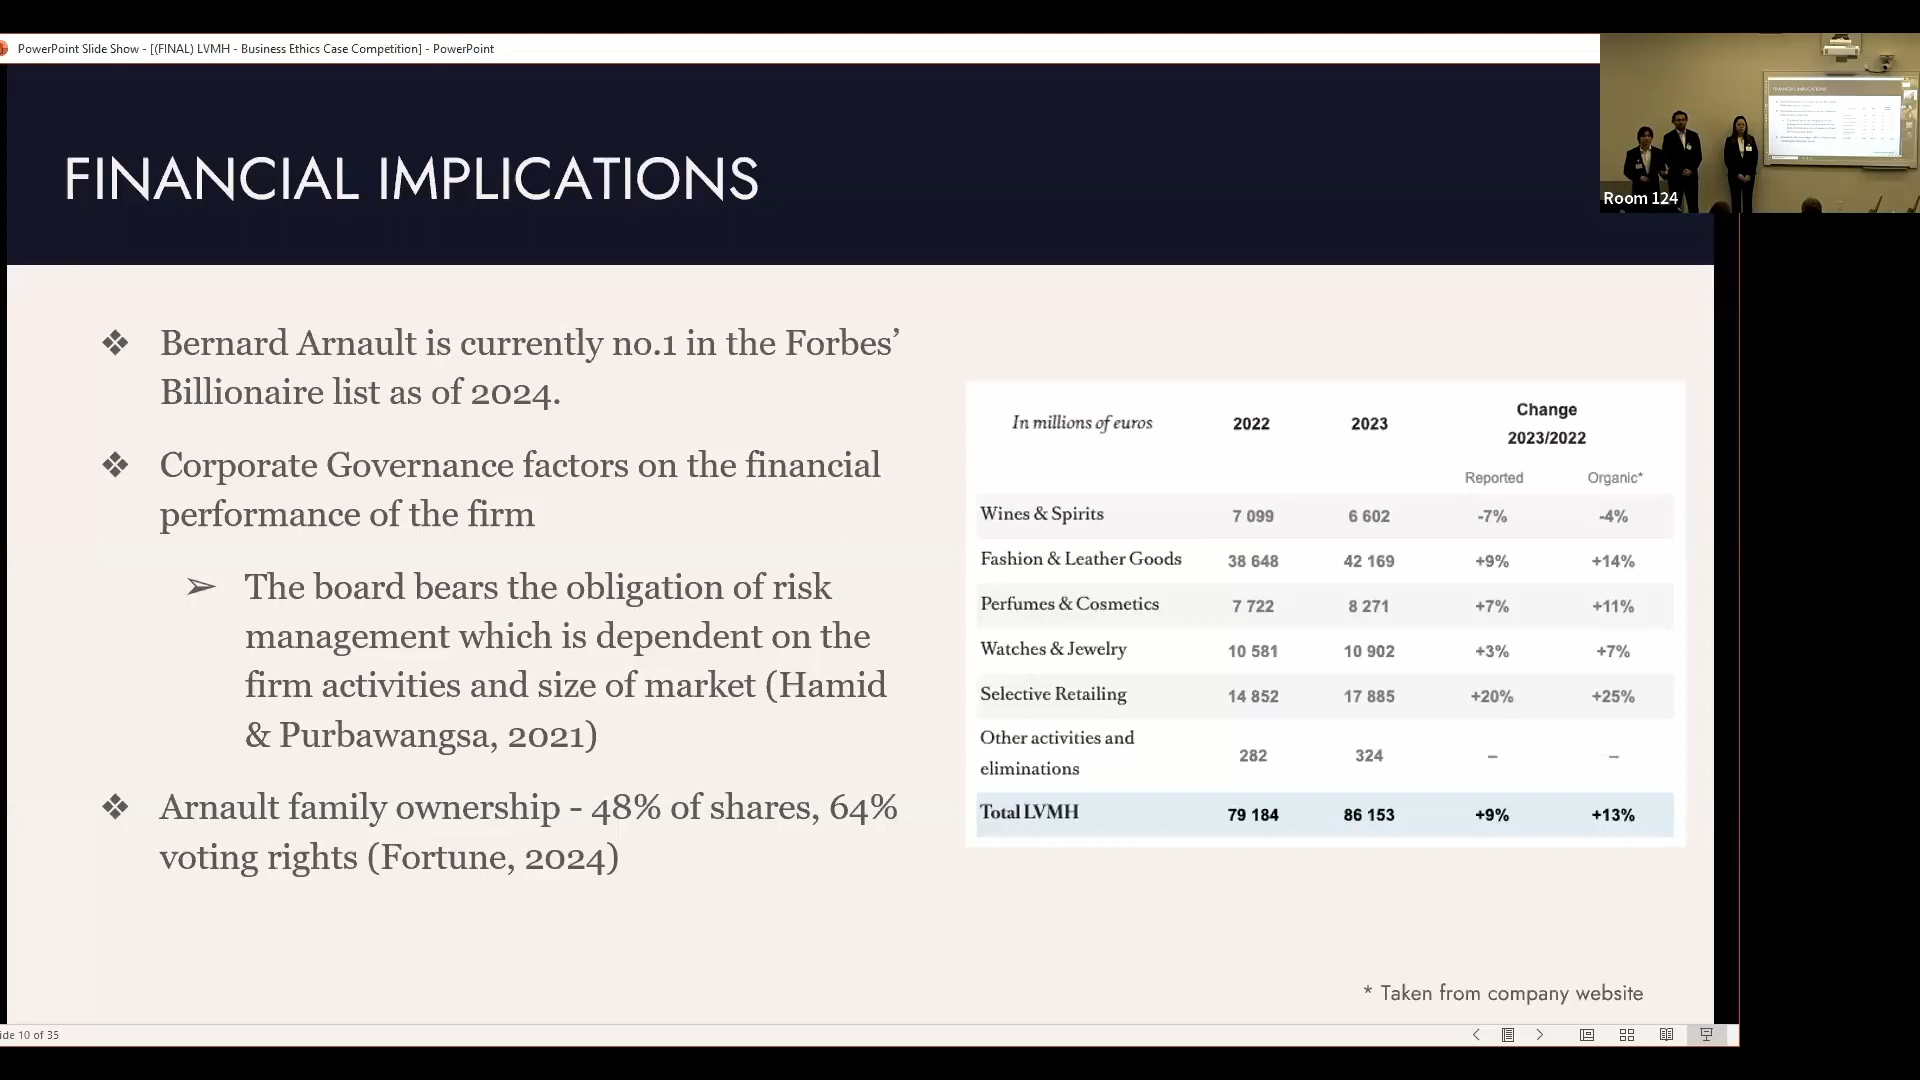 PowerPoint Slide Show - [(FINAL) LVMH - Business Ethics Case Competition] - PowerPoint
Room 124
FINANCIAL IMPLICATIONS
❖ Bernard Arnault is currently no.1 in the Forbes’
Billionaire list as of 2024.
❖ Corporate Governance factors on the financial
performance of the firm
➢ The board bears the obligation of risk
management which is dependent on the
firm activities and size of market (Hamid
& Purbawangsa, 2021)
❖ Arnault family ownership - 48% of shares, 64%
voting rights (Fortune, 2024)
In millions of euros 2022 2023 Change
2023/2022
Reported Organic*
Wines & Spirits 7 099 6 602 -7% -4%
Fashion & Leather Goods 38 648 42 169 +9% +14%
Perfumes & Cosmetics 7 722 8 271 +7% +11%
Watches & Jewelry 10 581 10 902 +3% +7%
Selective Retailing 14 852 17 885 +20% +25%
Other activities and
eliminations 282 324 – –
Total LVMH 79 184 86 153 +9% +13%
* Taken from company website
ide 10 of 35